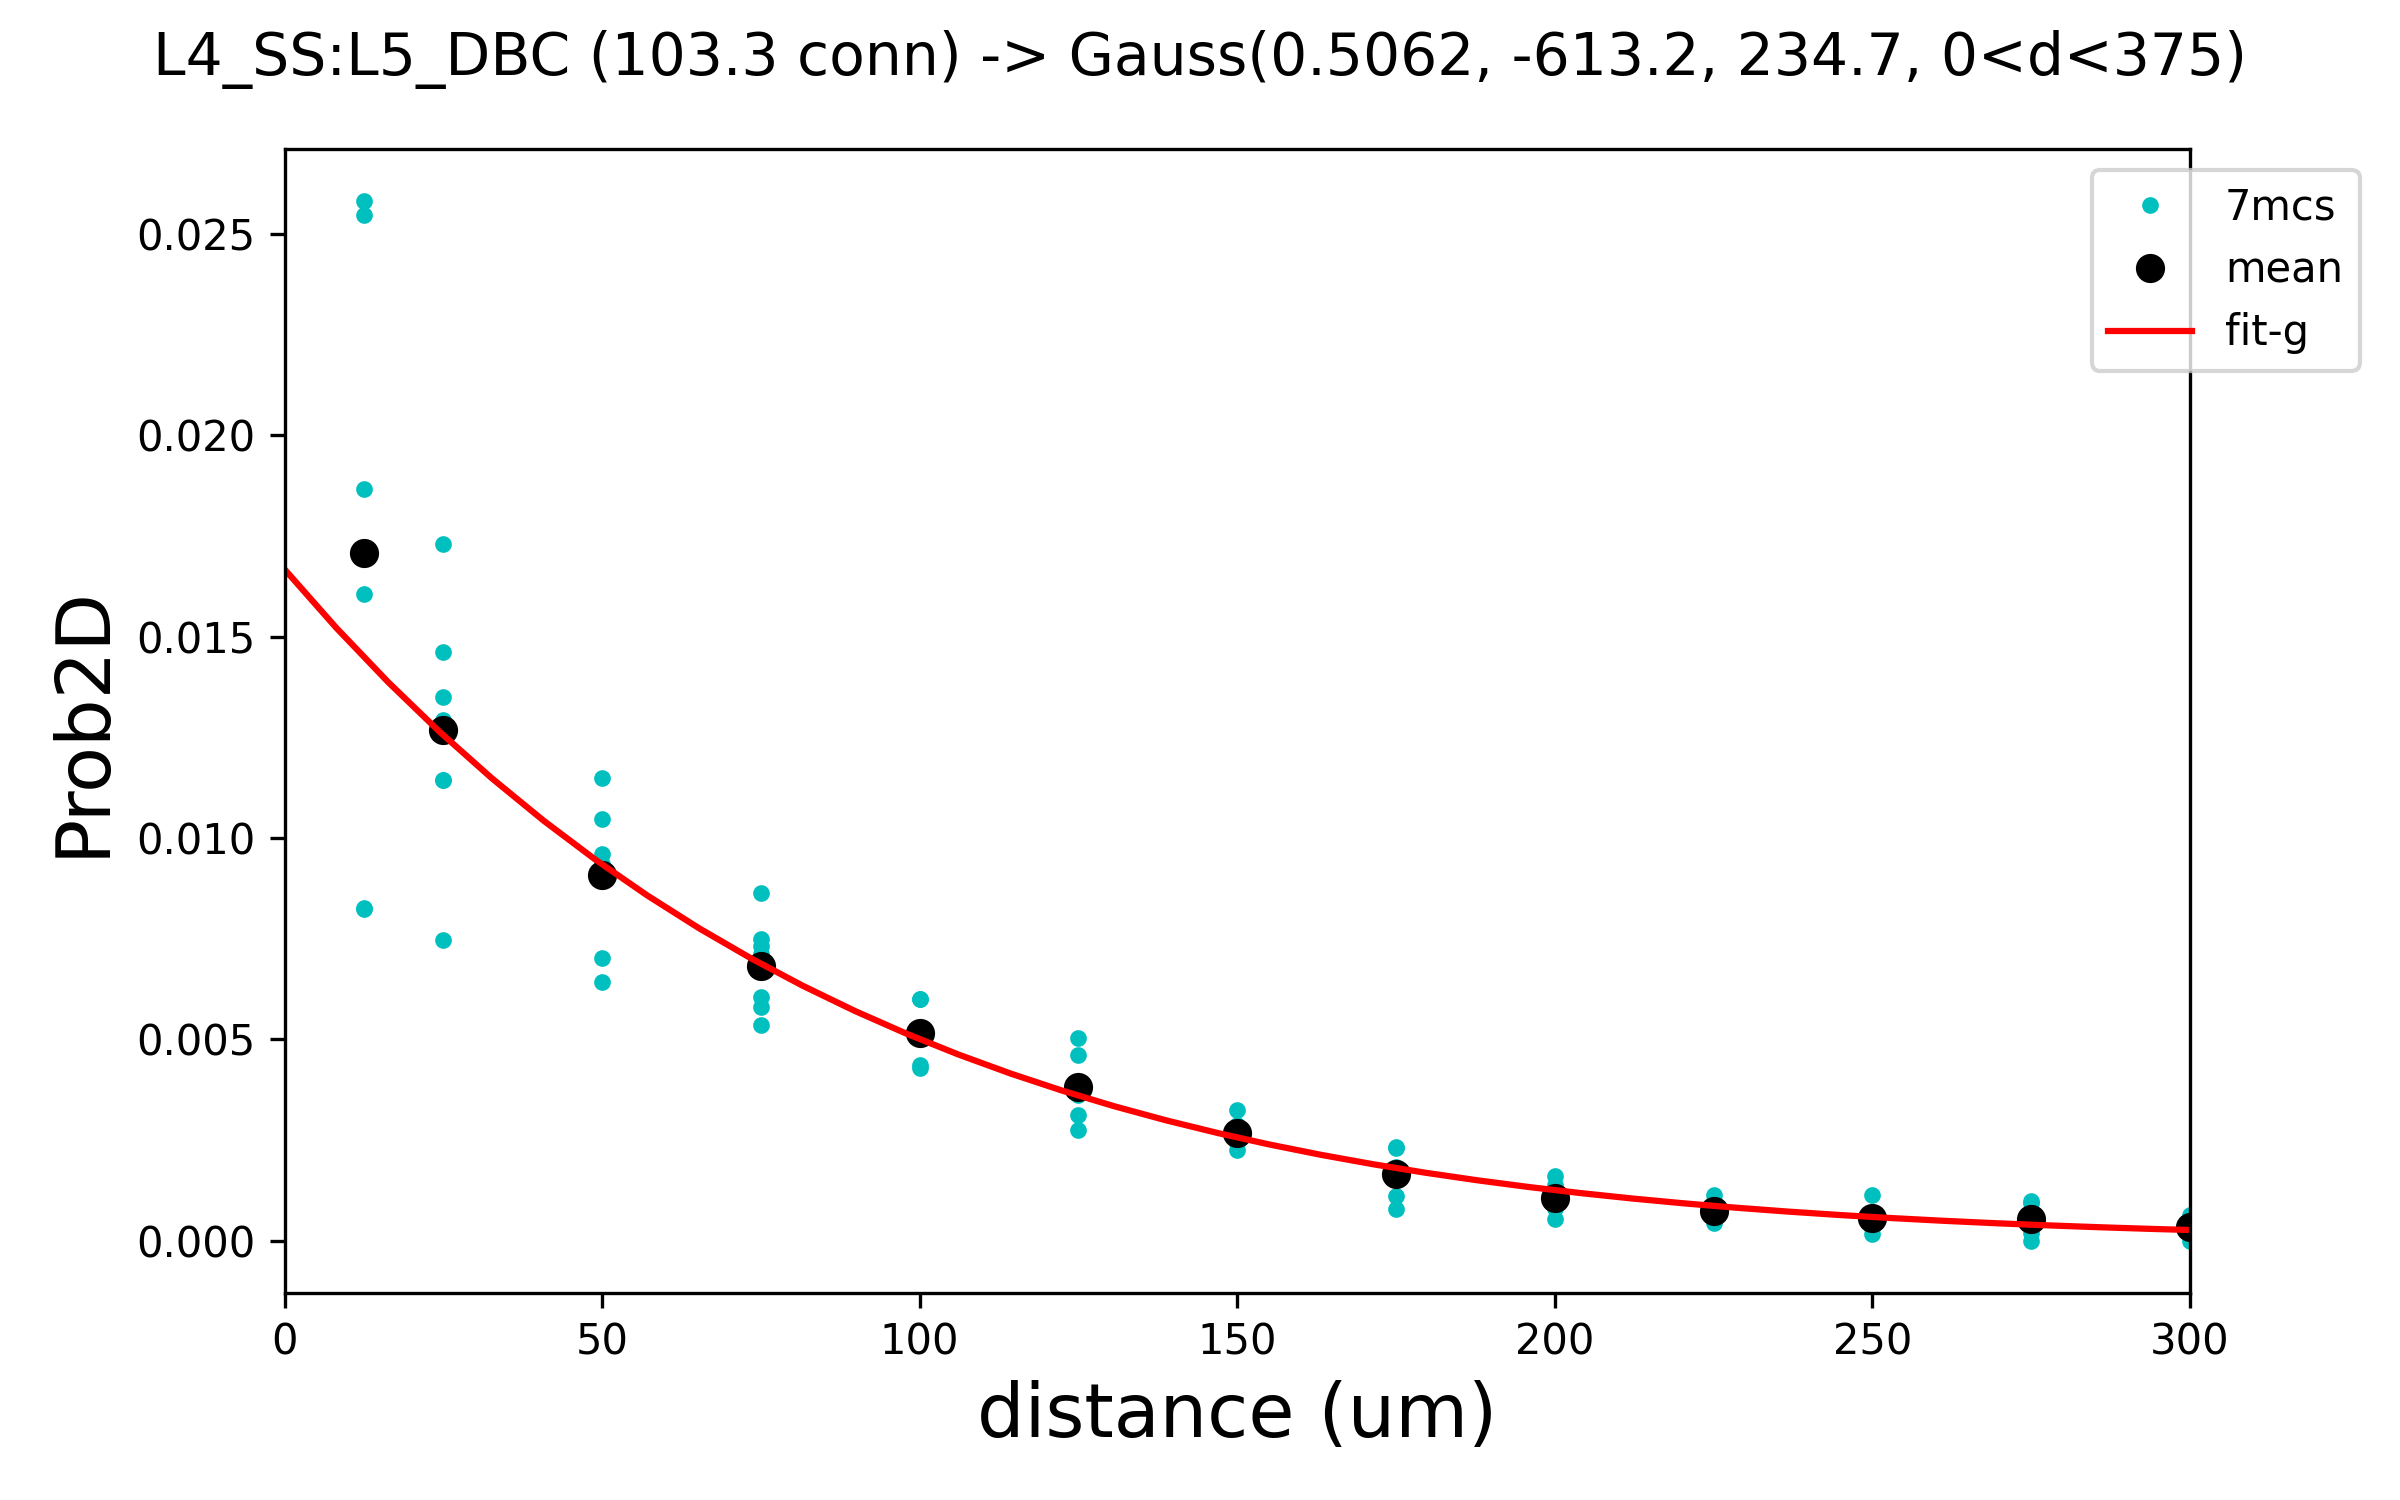 L4_SS:L5_DBC (103.3 conn) -> Gauss(0.5062, -613.2, 234.7, 0<d<375)
7mcs
mean
fit-g
Prob2D
0.025
0.020
0.015
0.010
0.005
0.000
0 50 100 150 200 250 300
distance (um)